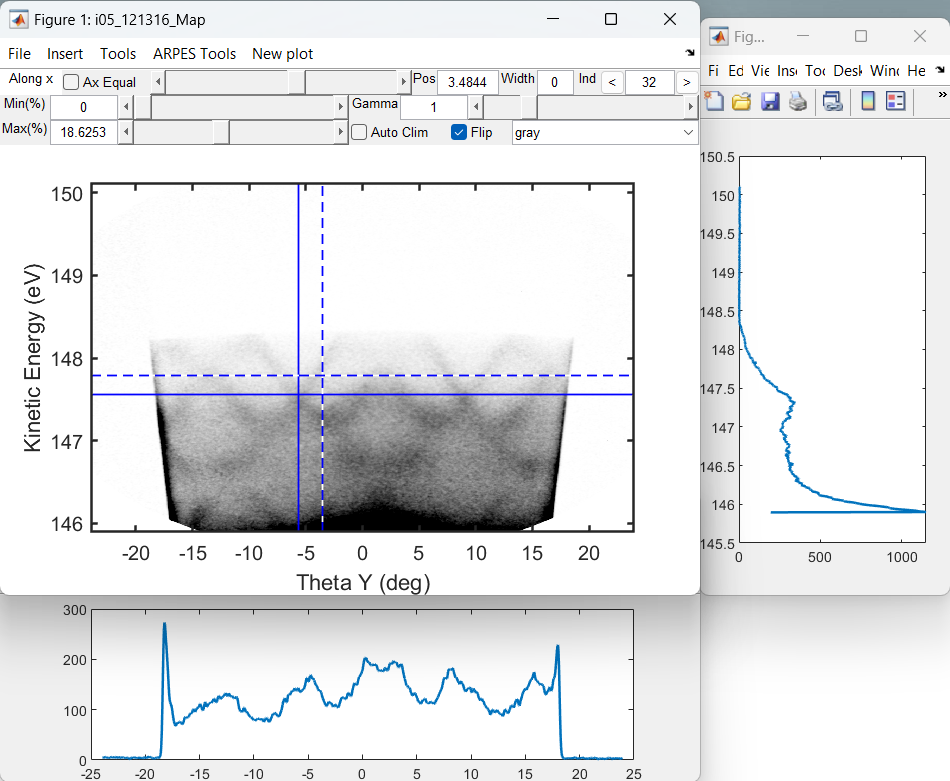 Figure 1: i05_121316_Map
File Insert Tools ARPES Tools New plot
Along x Ax Equal Pos 3.4844 Width 0 Ind < 32 >
Min(%) 0 Gamma 1
Max(%) 18.6253 Auto Clim Flip gray
150
149
148
147
146
Kinetic Energy (eV)
-20 -15 -10 -5 0 5 10 15 20
Theta Y (deg)
Fig...
Fi Ed Vie Ins Too Desk Wind He
»
150.5
150
149.5
149
148.5
148
147.5
147
146.5
146
145.5
0 500 1000
300
200
100
0
-25 -20 -15 -10 -5 0 5 10 15 20 25